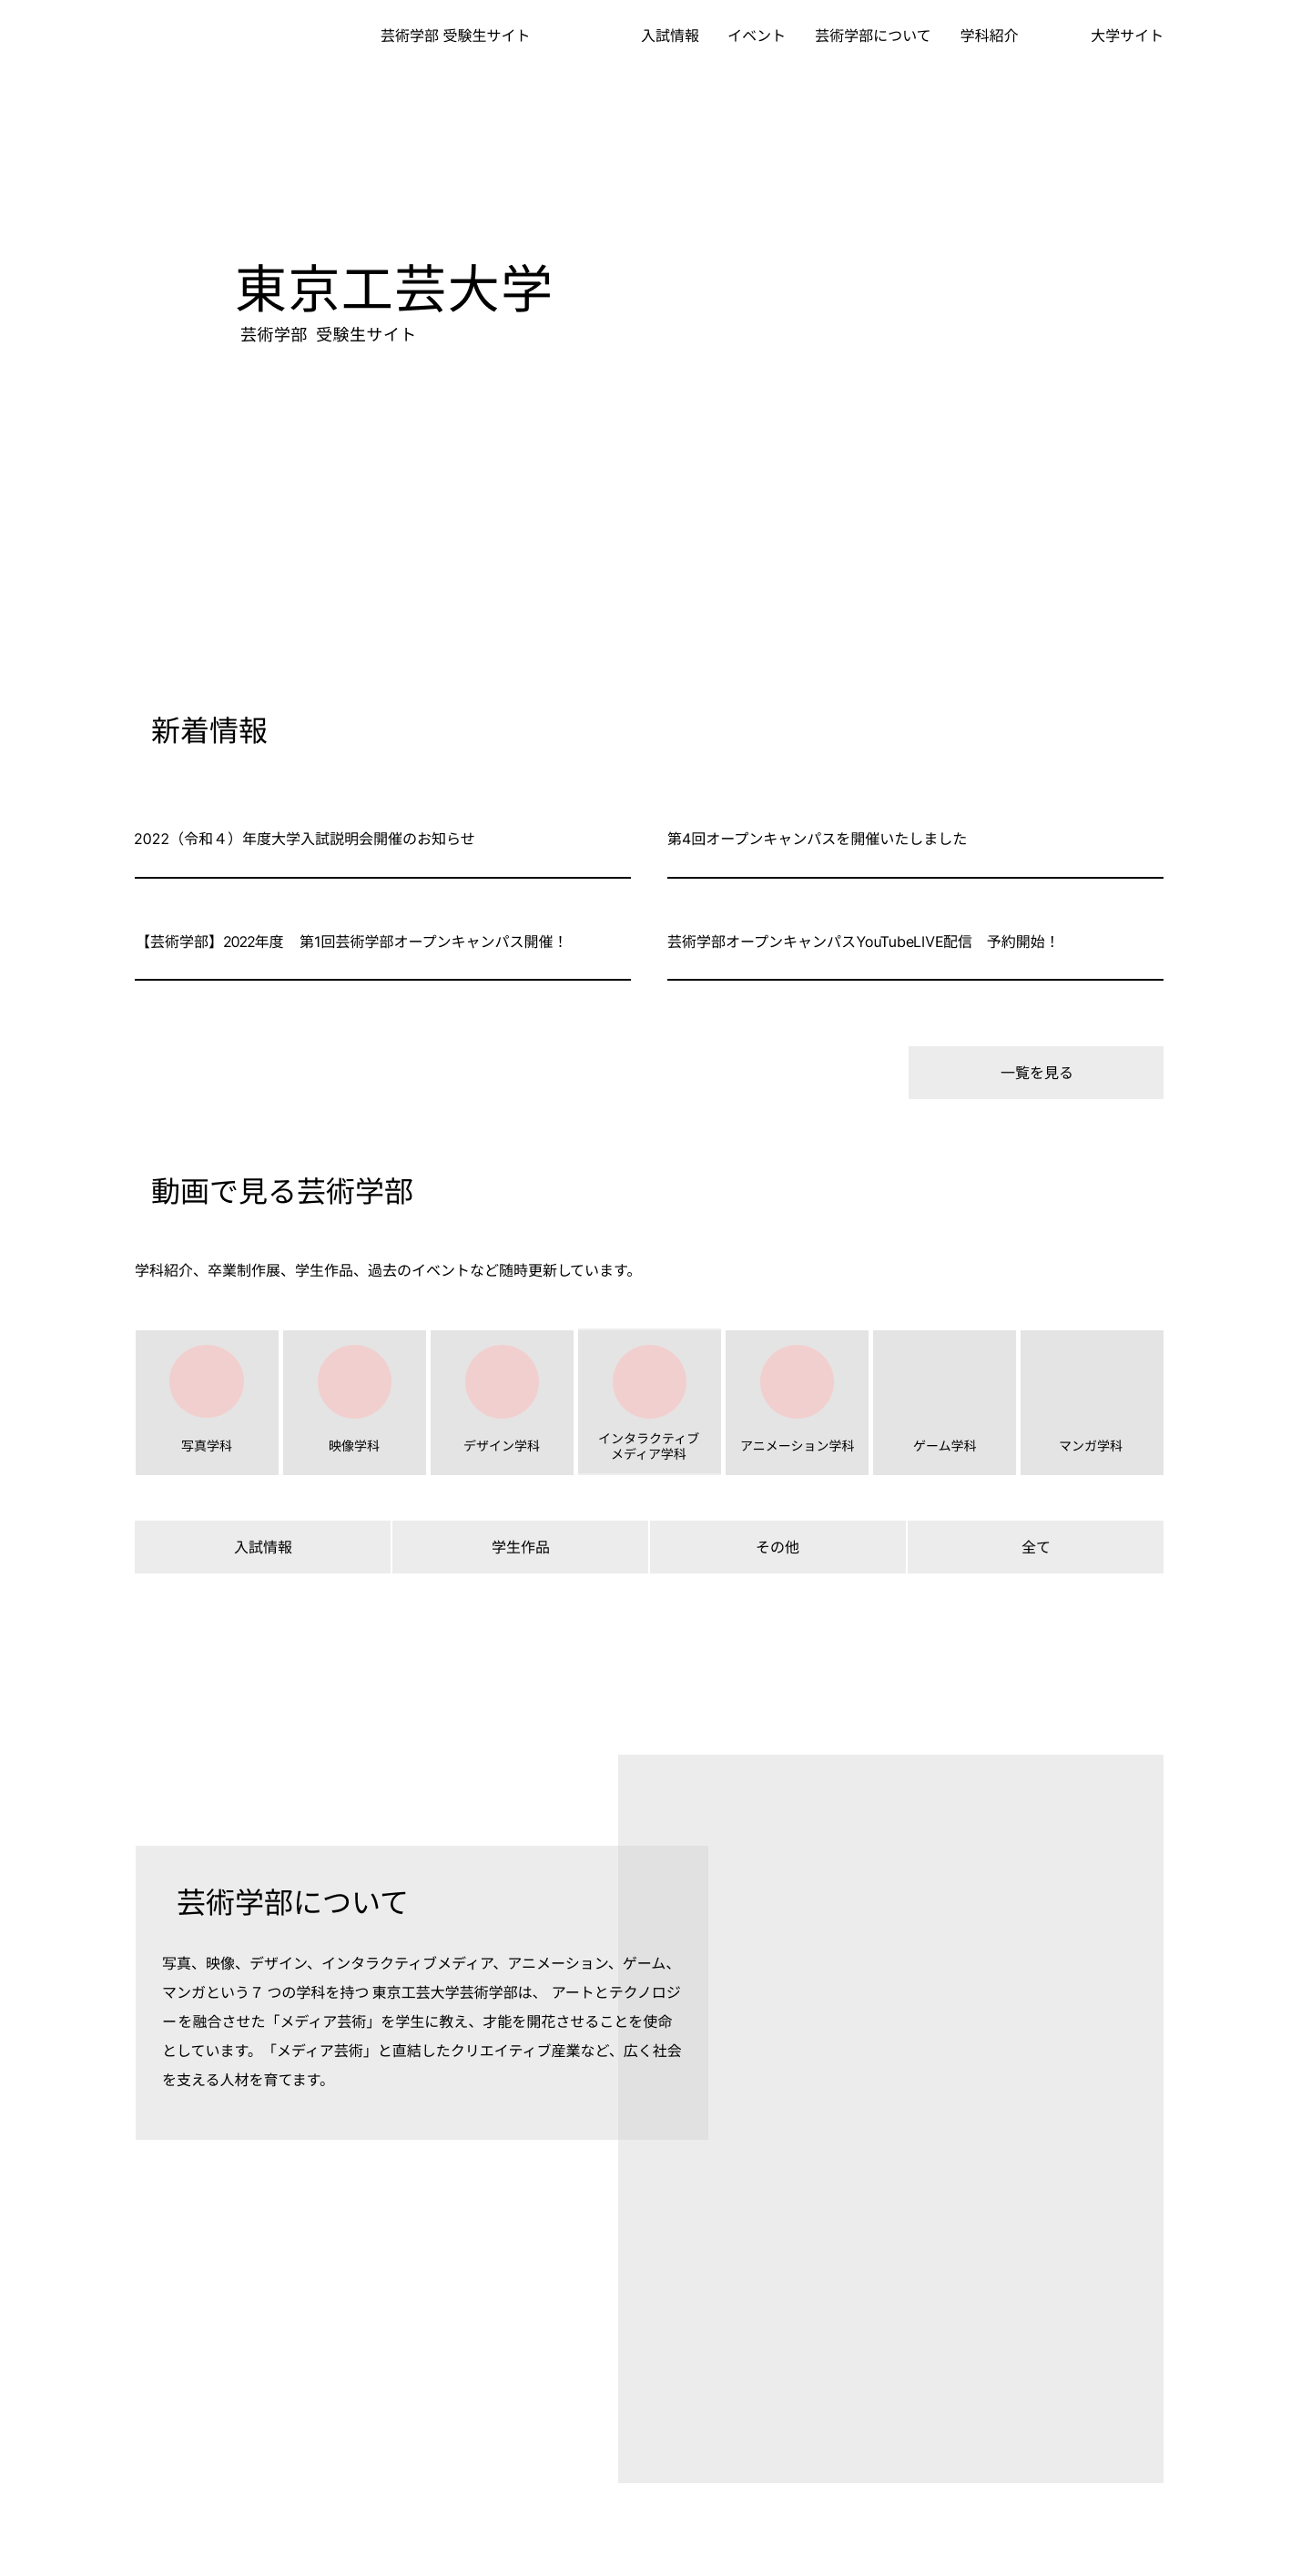 芸術学部 受験生サイト
入試情報 イベント 芸術学部について 学科紹介 大学サイト
東京工芸大学
芸術学部 受験生サイト
新着情報
2022（令和４）年度大学入試説明会開催のお知らせ
第4回オープンキャンパスを開催いたしました
【芸術学部】2022年度　第1回芸術学部オープンキャンパス開催！
芸術学部オープンキャンパスYouTubeLIVE配信　予約開始！
一覧を見る
動画で見る芸術学部
学科紹介、卒業制作展、学生作品、過去のイベントなど随時更新しています。
写真学科
映像学科
デザイン学科
インタラクティブ
メディア学科
アニメーション学科
ゲーム学科
マンガ学科
入試情報
学生作品
その他
全て
芸術学部について
写真、映像、デザイン、インタラクティブメディア、アニメーション、ゲーム、
マンガという７ つの学科を持つ 東京工芸大学芸術学部は、 アートとテクノロジ
ーを融合させた「メディア芸術」を学生に教え、才能を開花させることを使命
としています。「メディア芸術」と直結したクリエイティブ産業など、広く社会
を支える人材を育てます。